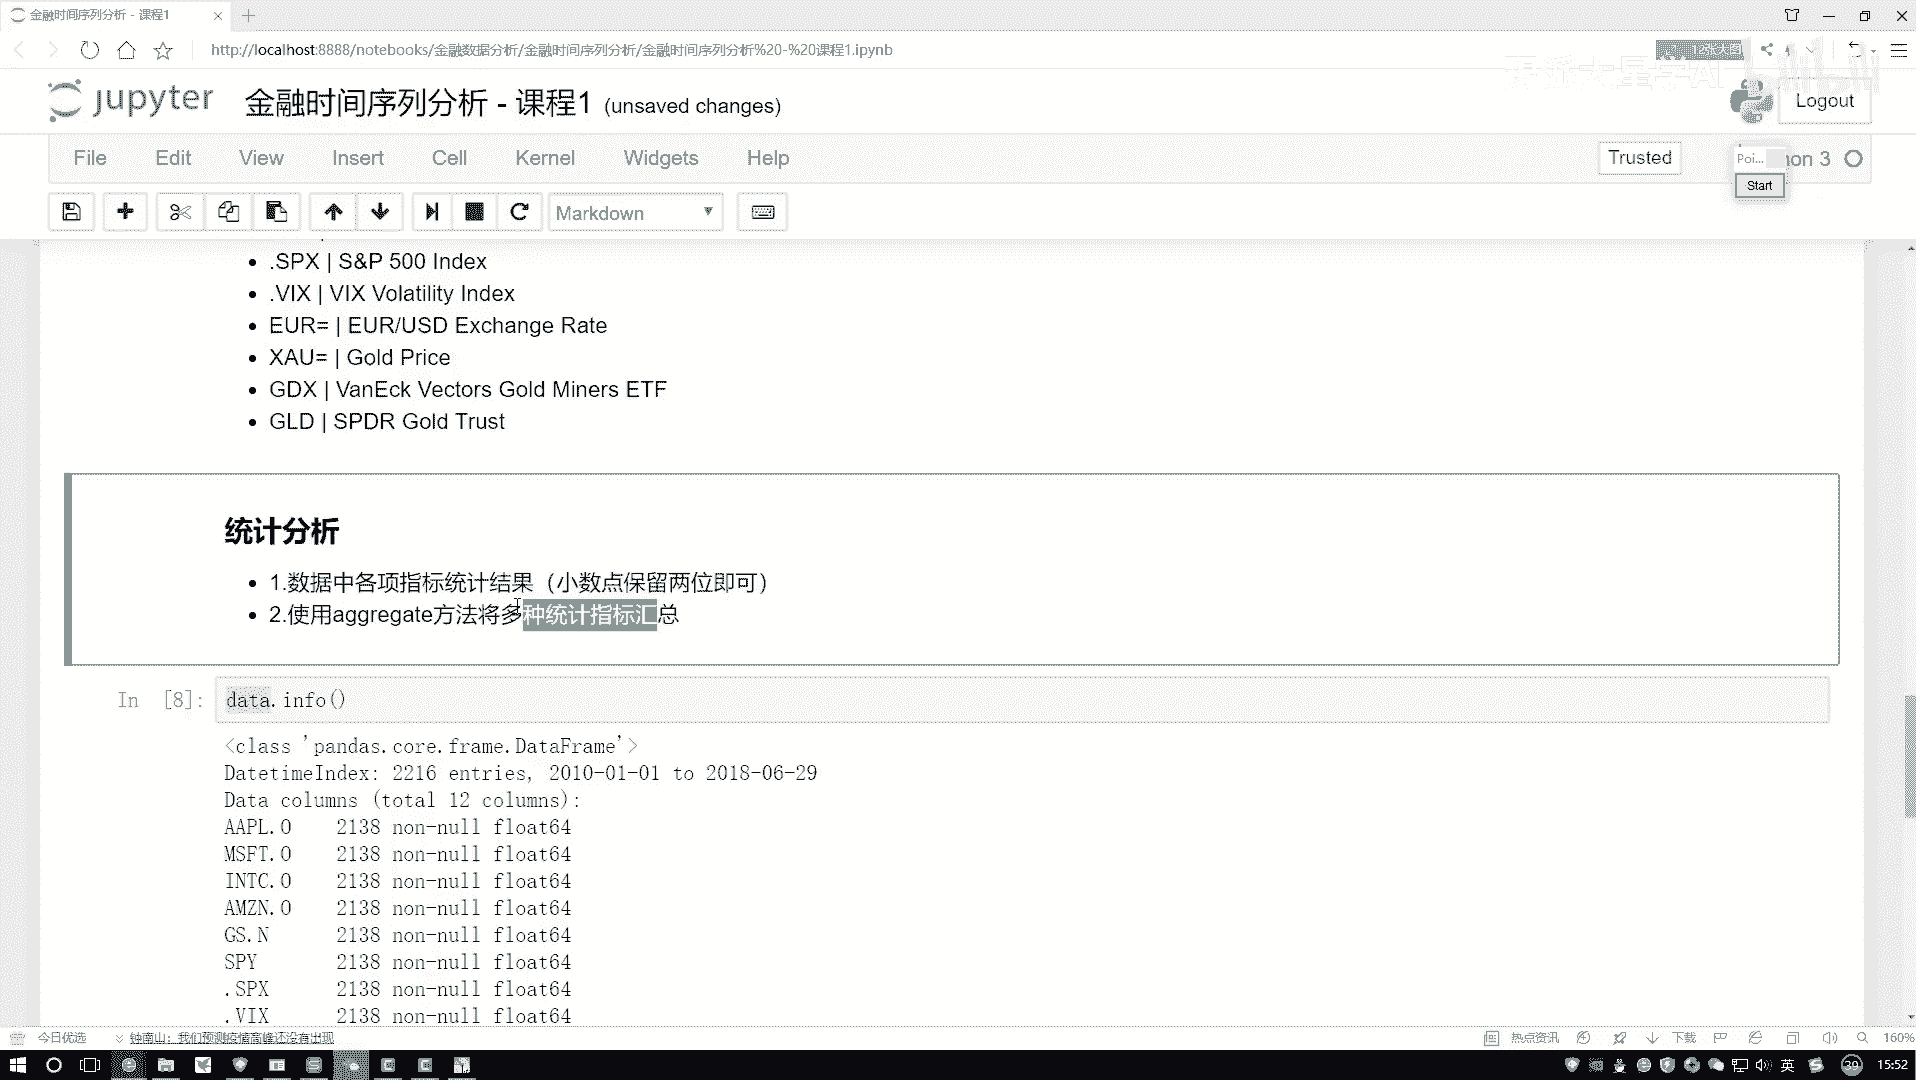 金融时间序列分析 - 课程1
http://localhost:8888/notebooks/金融数据分析/金融时间序列分析/金融时间序列分析%20-%20课程1.ipynb
12张大图
jupyter
金融时间序列分析 - 课程1 (unsaved changes)
Logout
File Edit View Insert Cell Kernel Widgets Help
Trusted
Poi...
hon 3
Start
Markdown
.SPX | S&P 500 Index
.VIX | VIX Volatility Index
EUR= | EUR/USD Exchange Rate
XAU= | Gold Price
GDX | VanEck Vectors Gold Miners ETF
GLD | SPDR Gold Trust
统计分析
1.数据中各项指标统计结果（小数点保留两位即可）
2.使用aggregate方法将多种统计指标汇总
In [8]:
data.info()
<class 'pandas.core.frame.DataFrame'>
DatetimeIndex: 2216 entries, 2010-01-01 to 2018-06-29
Data columns (total 12 columns):
AAPL.O 2138 non-null float64
MSFT.O 2138 non-null float64
INTC.O 2138 non-null float64
AMZN.O 2138 non-null float64
GS.N 2138 non-null float64
SPY 2138 non-null float64
.SPX 2138 non-null float64
.VIX 2138 non-null float64
今日优选
钟南山：我们预测疫情高峰还没有出现
热点资讯
下载
160%
英
39
15:52